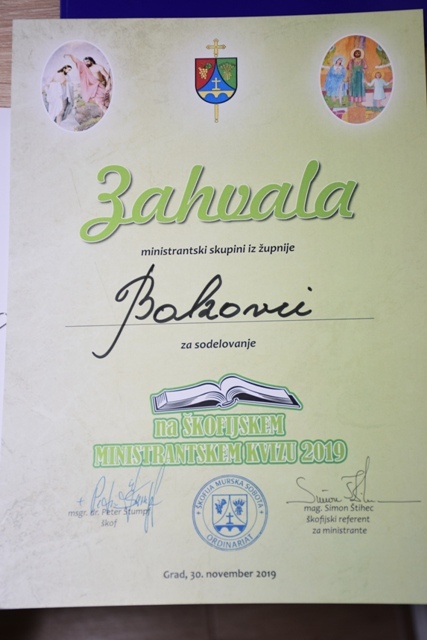 Zahvala
ministrantski skupini iz župnije
Bakovci
za sodelovanje
na ŠKOFIJSKEM
MINISTRANTSKEM KVIZU 2019
msgr. dr. Peter Štumpf
škof
ŠKOFIJA MURSKA SOBOTA
ORDINARIAT
mag. Simon Štihec
škofijski referent
za ministrante
Grad, 30. november 2019